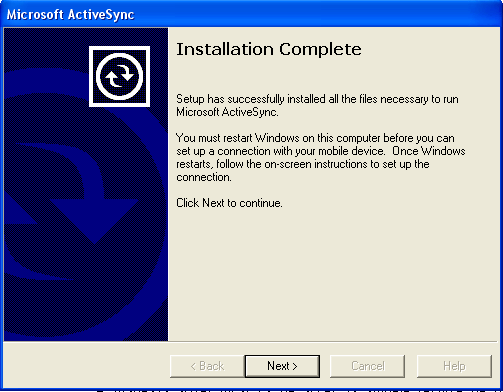 Microsoft ActiveSync
Installation Complete
Setup has successfully installed all the files necessary to run
Microsoft ActiveSync.
You must restart Windows on this computer before you can
set up a connection with your mobile device.  Once Windows
restarts, follow the on-screen instructions to set up the
connection.
Click Next to continue.
< Back
Next >
Cancel
Help